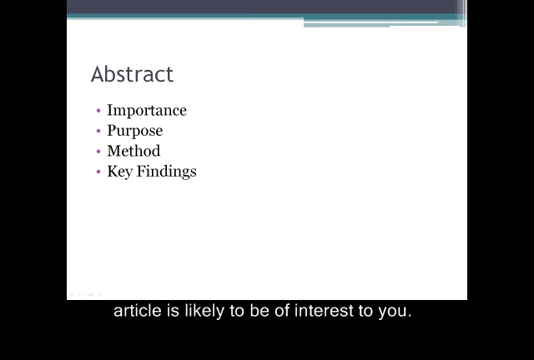 Abstract
• Importance
• Purpose
• Method
• Key Findings
article is likely to be of interest to you.